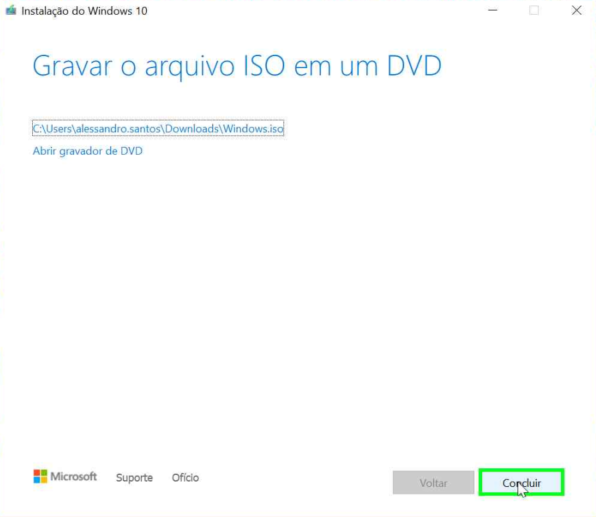 Instalação do Windows 10
Gravar o arquivo ISO em um DVD
C:\Users\alessandro.santos\Downloads\Windows.iso
Abrir gravador de DVD
Microsoft Suporte Ofício Voltar Concluir